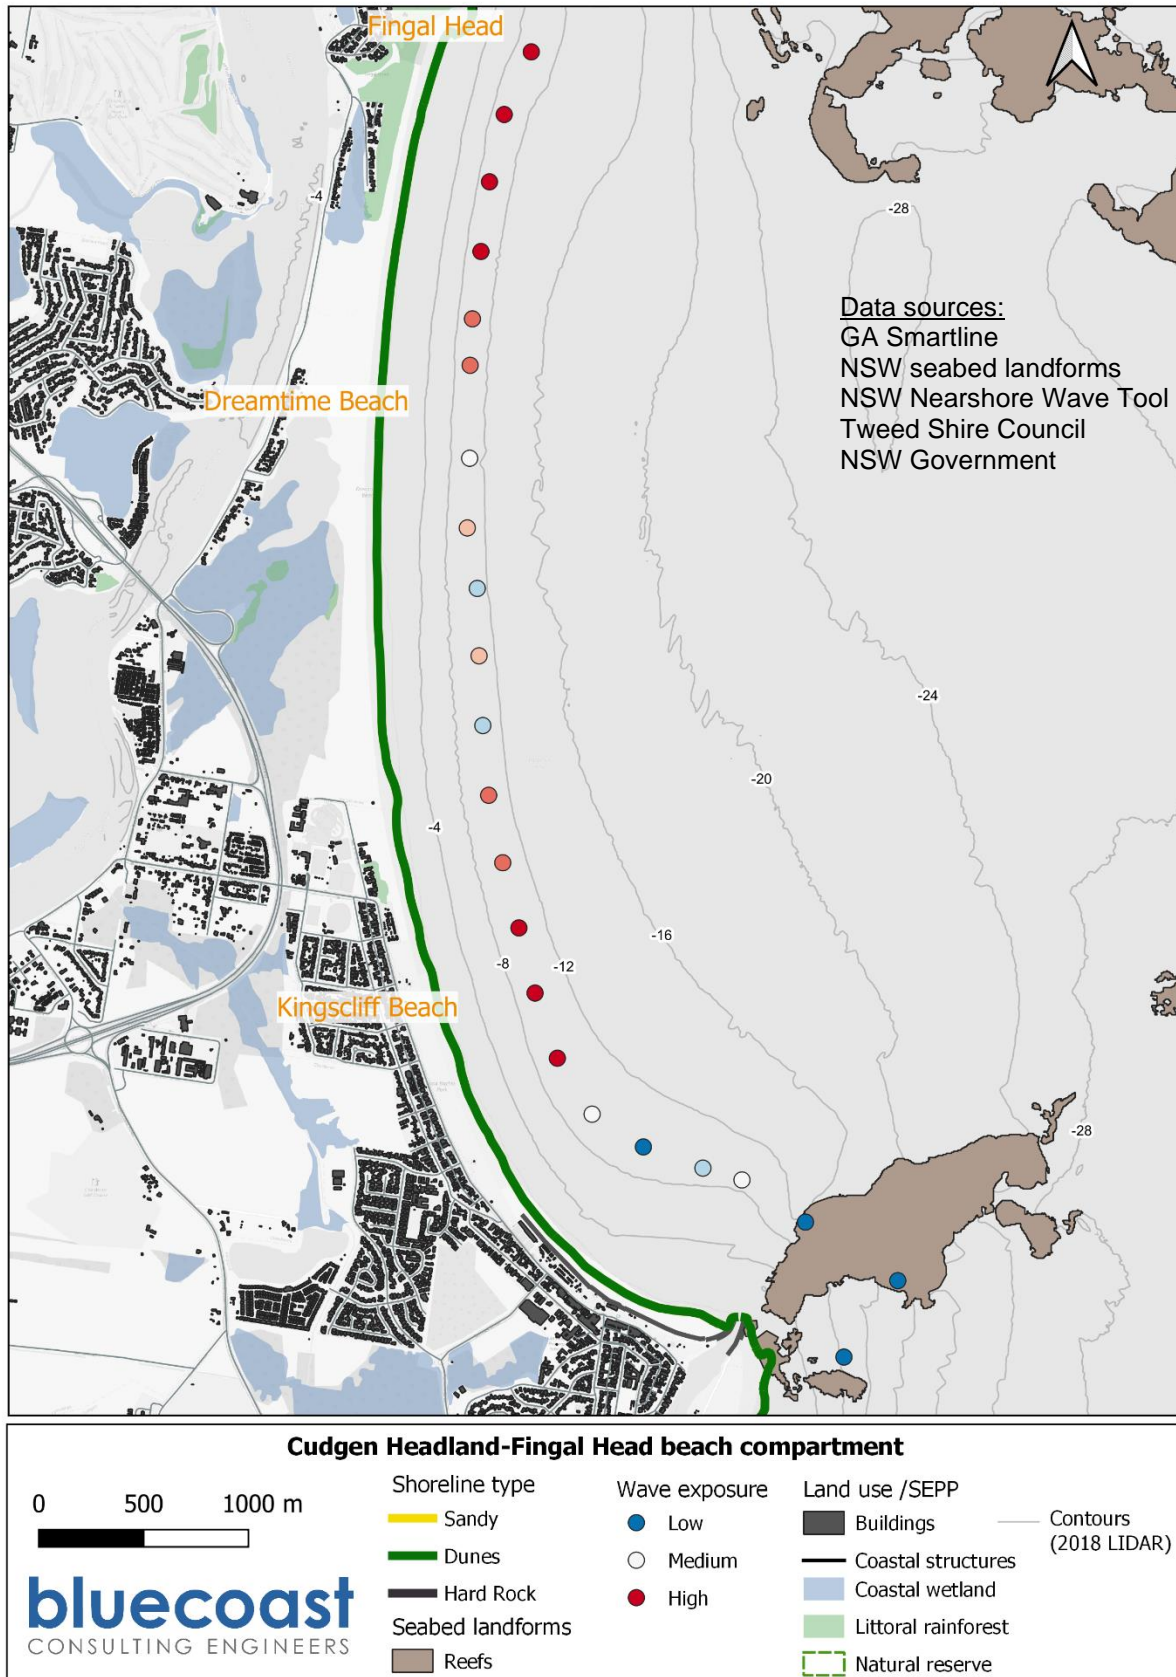 Fingal Head
-4
-28
Data sources:
GA Smartline
NSW seabed landforms
NSW Nearshore Wave Tool
Tweed Shire Council
NSW Government
Dreamtime Beach
-24
-20
-4
-16
-8
-12
Kingscliff Beach
-28
Cudgen Headland-Fingal Head beach compartment
0 500 1000 m
bluecoast
CONSULTING ENGINEERS
Shoreline type
Sandy
Dunes
Hard Rock
Seabed landforms
Reefs
Wave exposure
Low
Medium
High
Land use /SEPP
Buildings
Coastal structures
Coastal wetland
Littoral rainforest
Natural reserve
Contours
(2018 LIDAR)